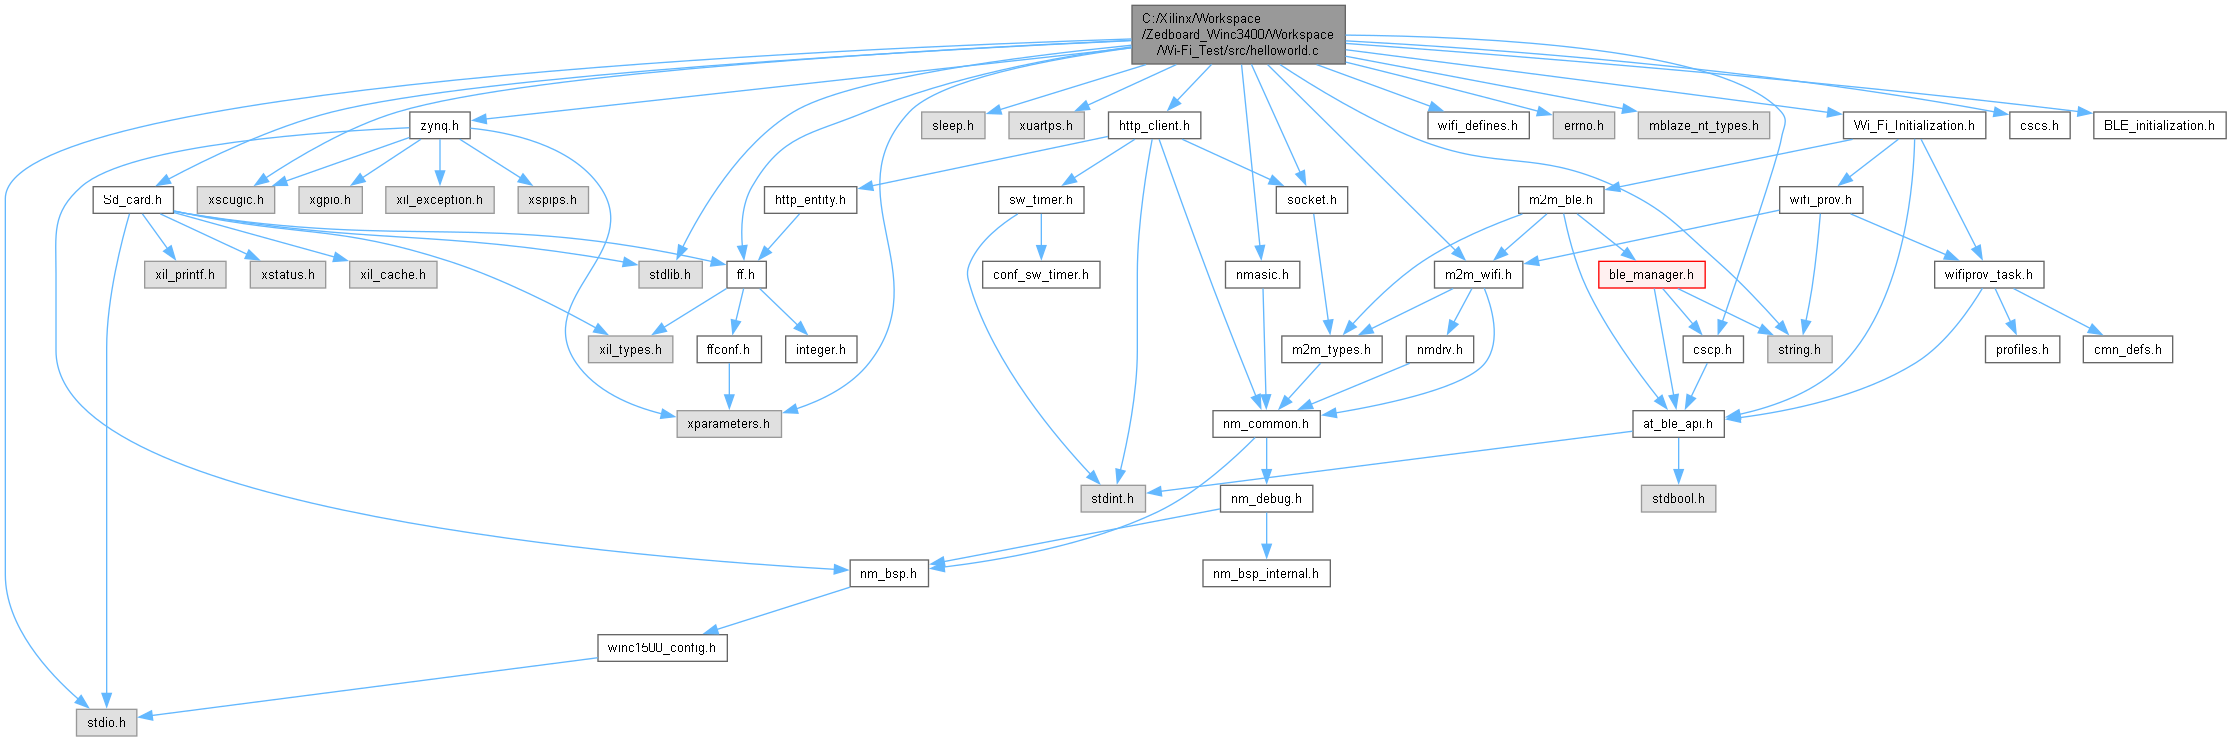 C:/Xilinx/Workspace
/Zedboard_Winc3400/Workspace
/Wi-Fi_Test/src/helloworld.c
zynq.h
sleep.h
xuartps.h
http_client.h
wifi_defines.h
errno.h
mblaze_nt_types.h
Wi_Fi_Initialization.h
cscs.h
BLE_initialization.h
Sd_card.h
xscugic.h
xgpio.h
xil_exception.h
xspips.h
http_entity.h
sw_timer.h
socket.h
m2m_ble.h
wifi_prov.h
xil_printf.h
xstatus.h
xil_cache.h
stdlib.h
ff.h
conf_sw_timer.h
nmasic.h
m2m_wifi.h
ble_manager.h
wifiprov_task.h
xil_types.h
ffconf.h
integer.h
m2m_types.h
nmdrv.h
cscp.h
string.h
profiles.h
cmn_defs.h
xparameters.h
nm_common.h
at_ble_api.h
stdint.h
nm_debug.h
stdbool.h
nm_bsp.h
nm_bsp_internal.h
winc1500_config.h
stdio.h